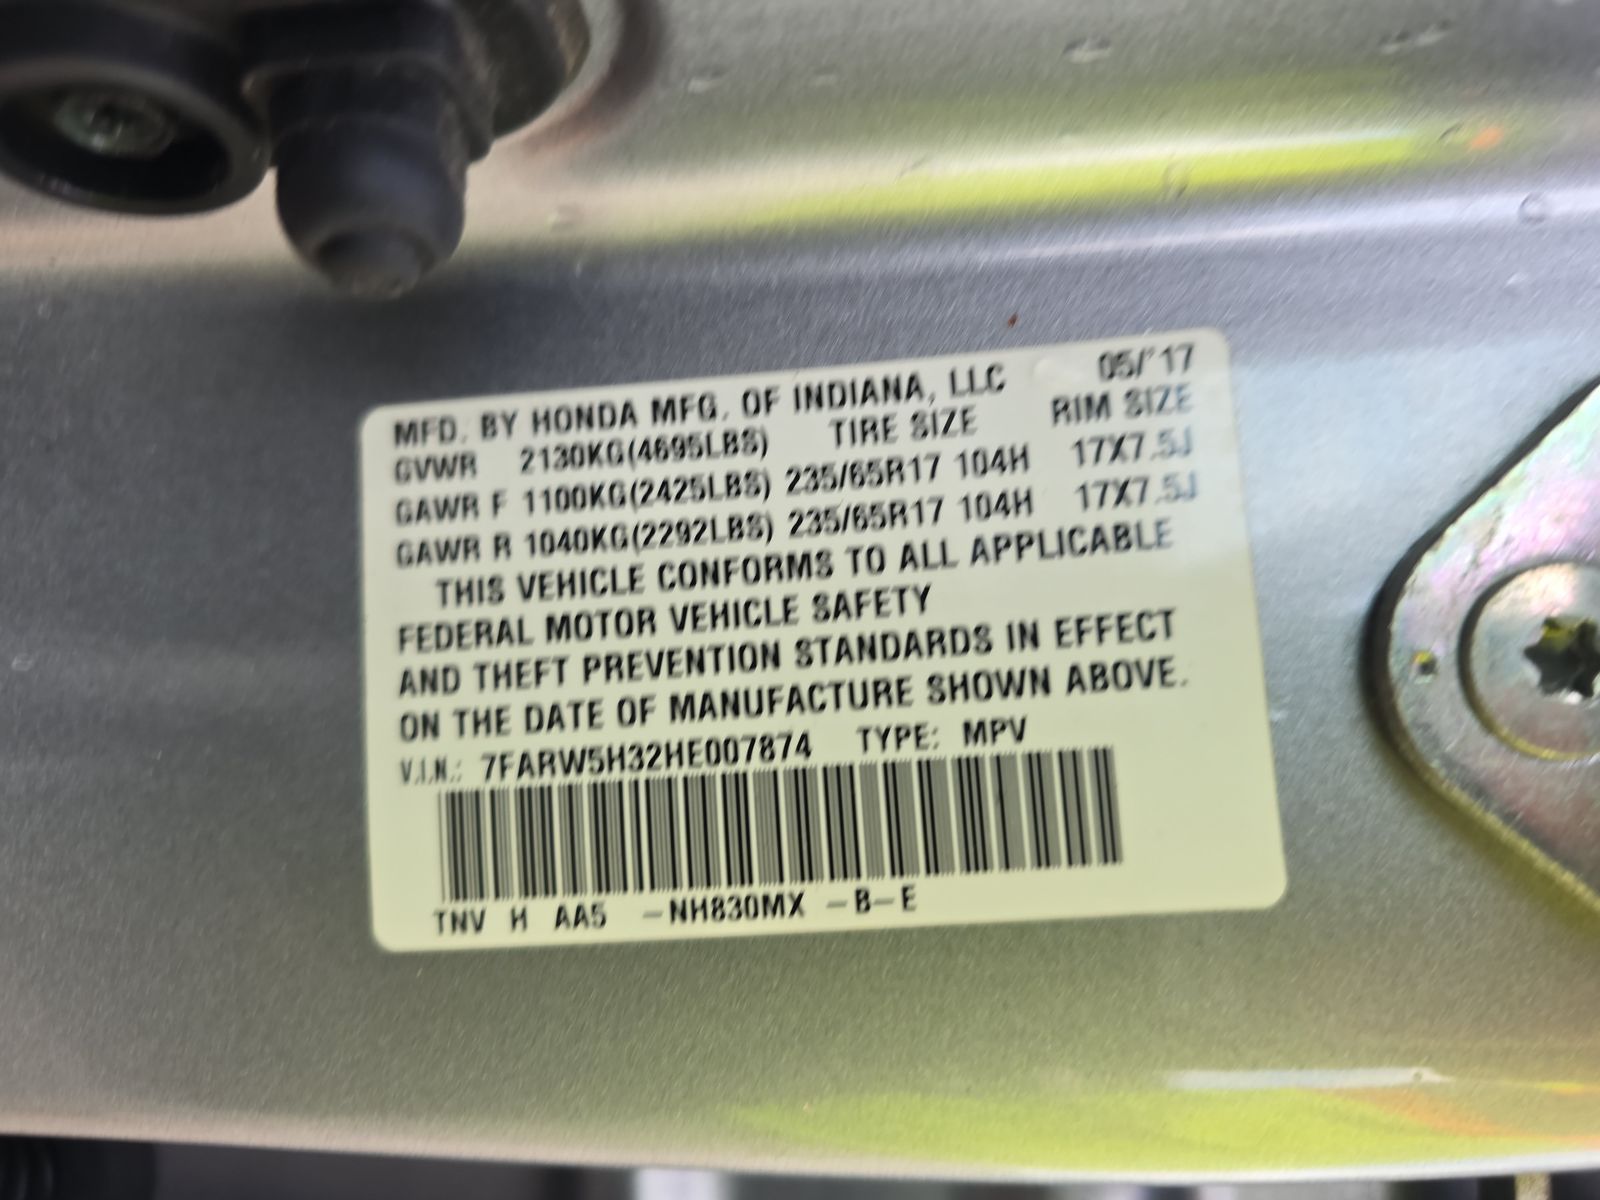 MFD. BY HONDA MFG. OF INDIANA, LLC 05/'17
GVWR 2130KG(4695LBS) TIRE SIZE RIM SIZE
GAWR F 1100KG(2425LBS) 235/65R17 104H 17X7.5J
GAWR R 1040KG(2292LBS) 235/65R17 104H 17X7.5J
THIS VEHICLE CONFORMS TO ALL APPLICABLE
FEDERAL MOTOR VEHICLE SAFETY
AND THEFT PREVENTION STANDARDS IN EFFECT
ON THE DATE OF MANUFACTURE SHOWN ABOVE.
V.I.N.: 7FARW5H32HE007874 TYPE: MPV
TNV H AA5 -NH830MX -B-E